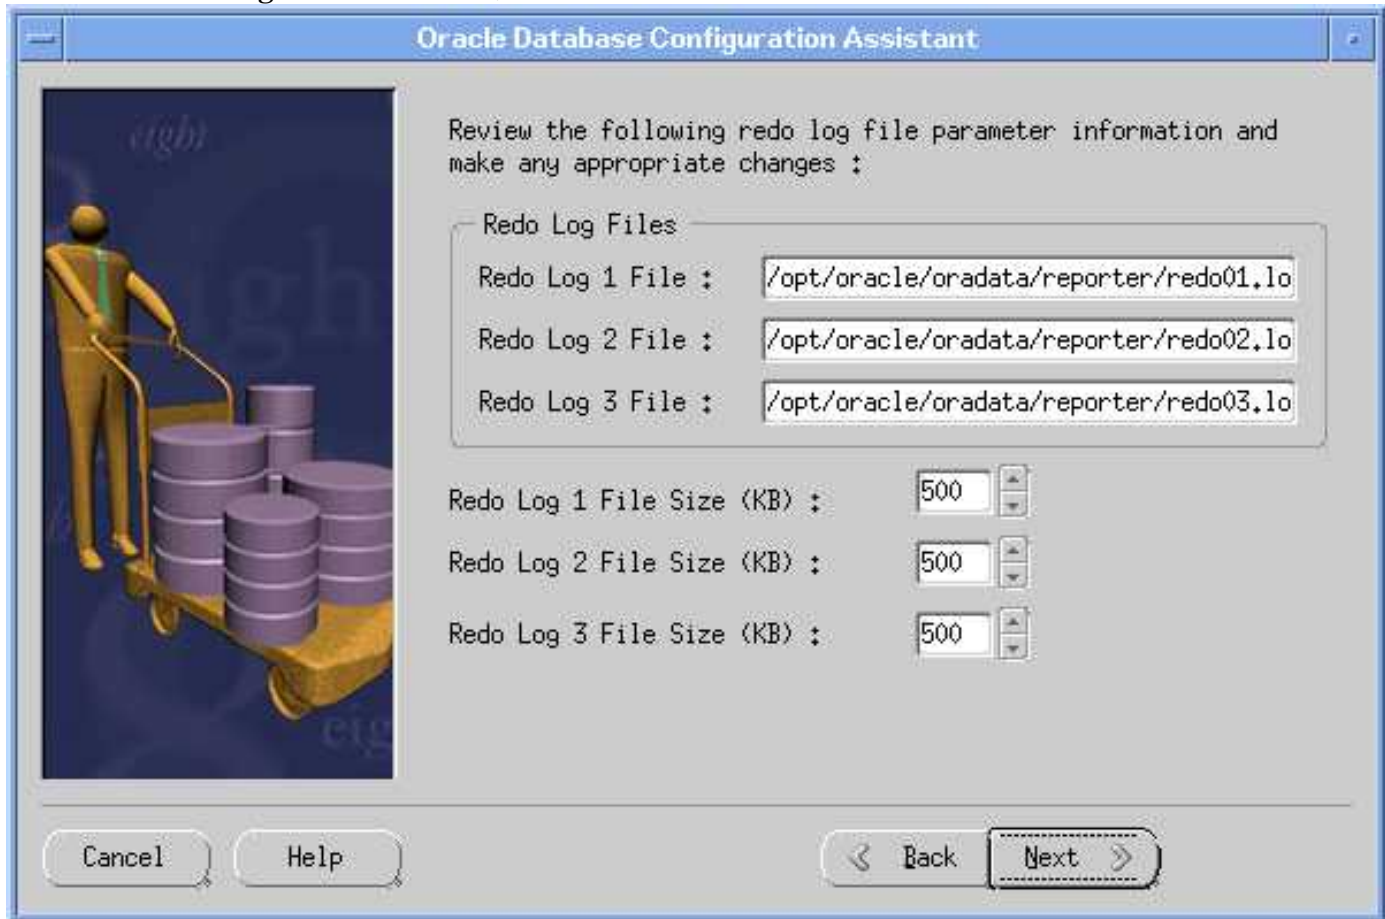 Oracle Database Configuration Assistant
eight
Review the following redo log file parameter information and
make any appropriate changes :
Redo Log Files
Redo Log 1 File : /opt/oracle/oradata/reporter/redo01.lo
Redo Log 2 File : /opt/oracle/oradata/reporter/redo02.lo
Redo Log 3 File : /opt/oracle/oradata/reporter/redo03.lo
Redo Log 1 File Size (KB) : 500
Redo Log 2 File Size (KB) : 500
Redo Log 3 File Size (KB) : 500
eig
Cancel Help Back Next